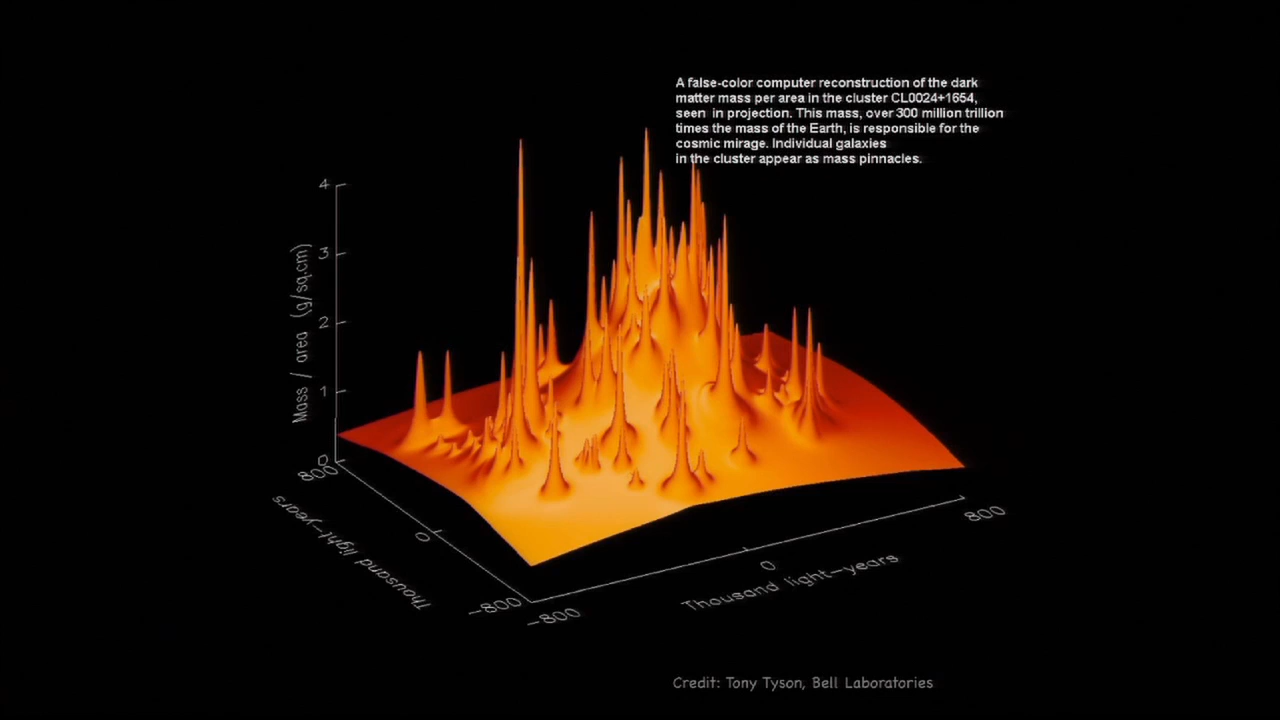 A false-color computer reconstruction of the dark
matter mass per area in the cluster CL0024+1654,
seen in projection. This mass, over 300 million trillion
times the mass of the Earth, is responsible for the
cosmic mirage. Individual galaxies
in the cluster appear as mass pinnacles.
4
3
2
1
0
Mass / area (g/sq.cm)
800
0
-800
Thousand light-years
-800
0
800
Thousand light-years
Credit: Tony Tyson, Bell Laboratories